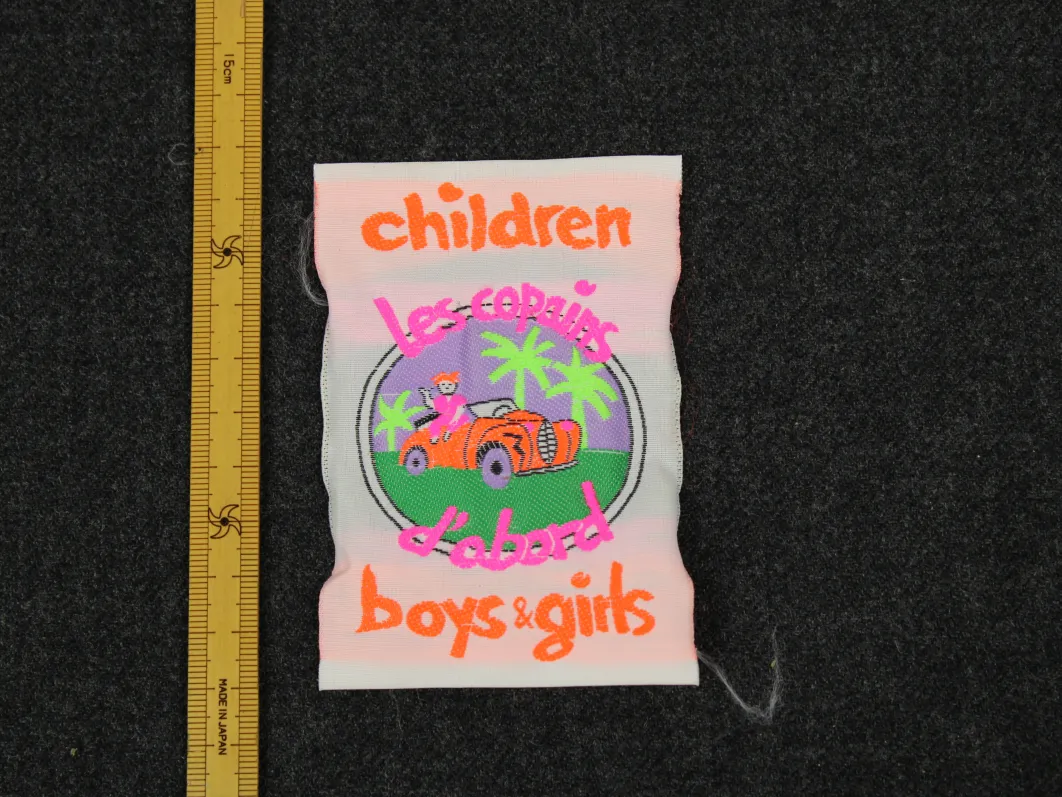 15cm
MADE IN JAPAN
children
les copains
d'abord
boys & girls